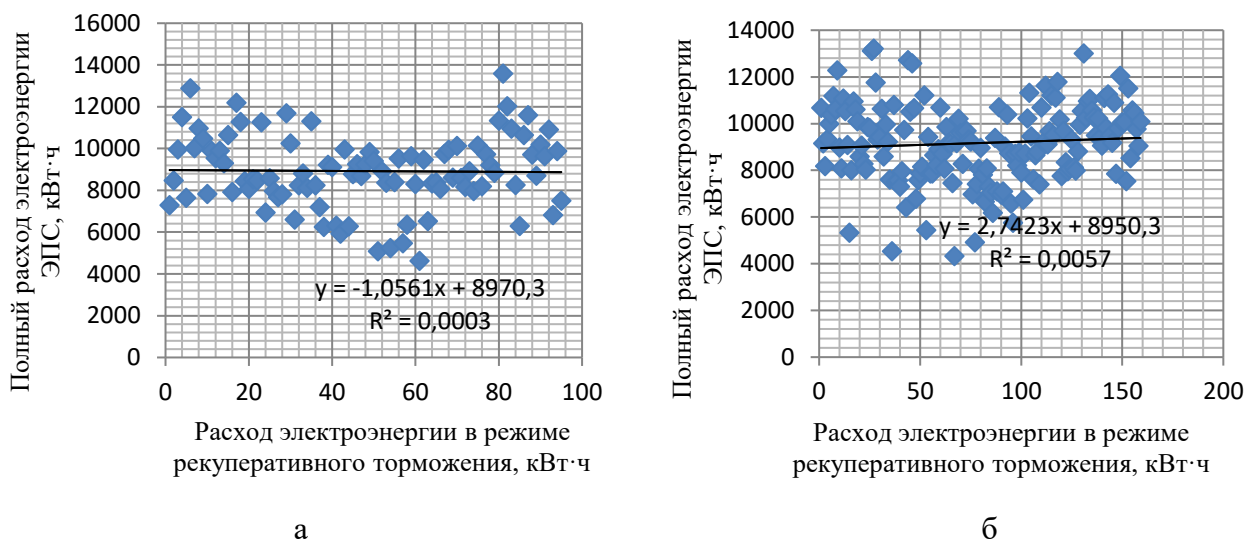 Полный расход электроэнергии
ЭПС, кВт·ч
16000
14000
12000
10000
8000
6000
4000
2000
0
y = -1,0561x + 8970,3
R² = 0,0003
0 20 40 60 80 100
Расход электроэнергии в режиме
рекуперативного торможения, кВт·ч
а
Полный расход электроэнергии
ЭПС, кВт·ч
14000
12000
10000
8000
6000
4000
2000
0
y = 2,7423x + 8950,3
R² = 0,0057
0 50 100 150 200
Расход электроэнергии в режиме
рекуперативного торможения, кВт·ч
б